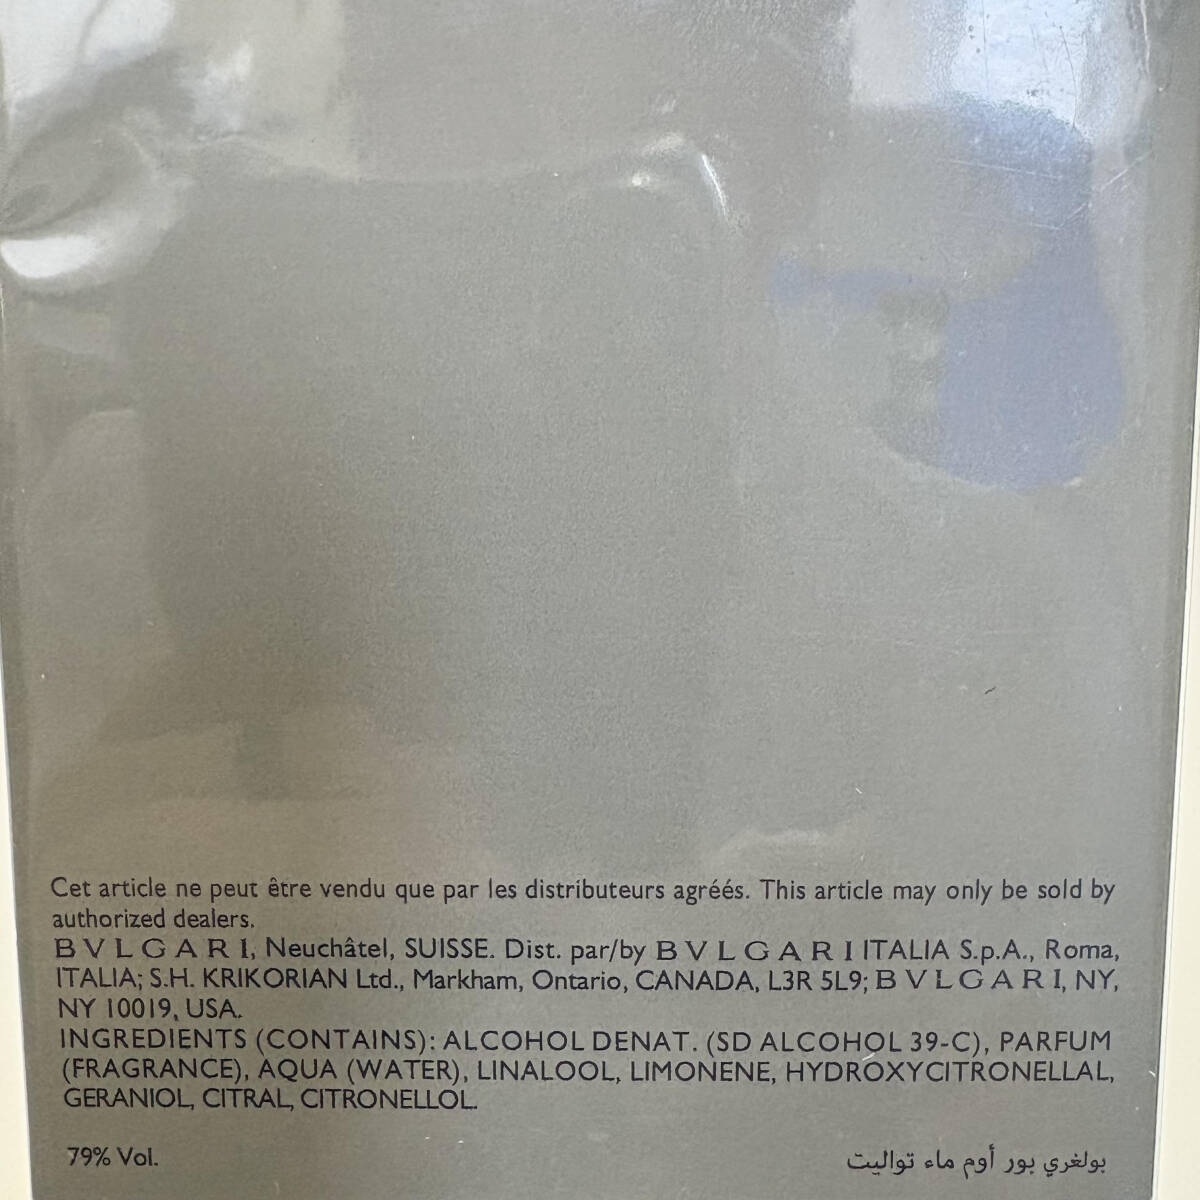 Cet article ne peut être vendu que par les distributeurs agréés. This article may only be sold by
authorized dealers.
BVLGARI, Neuchâtel, SUISSE. Dist. par/by BVLGARI ITALIA S.p.A., Roma,
ITALIA; S.H. KRIKORIAN Ltd., Markham, Ontario, CANADA, L3R 5L9; BVLGARI, NY,
NY 10019, USA.
INGREDIENTS (CONTAINS): ALCOHOL DENAT. (SD ALCOHOL 39-C), PARFUM
(FRAGRANCE), AQUA (WATER), LINALOOL, LIMONENE, HYDROXYCITRONELLAL,
GERANIOL, CITRAL, CITRONELLOL.
79% Vol.
بولغري بور أوم ماء تواليت